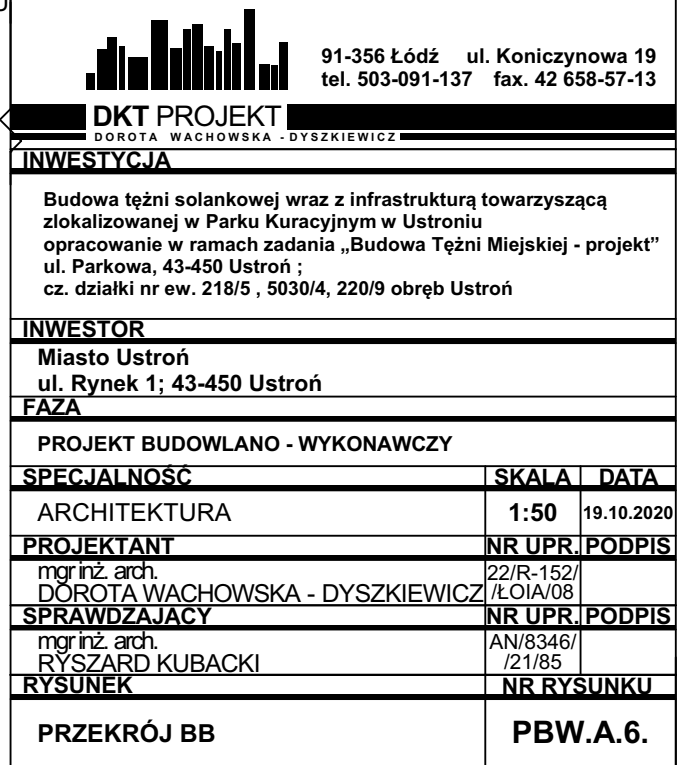 91-356 Łódź ul. Koniczynowa 19
tel. 503-091-137 fax. 42 658-57-13
DKT PROJEKT
DOROTA WACHOWSKA - DYSZKIEWICZ
INWESTYCJA
Budowa tężni solankowej wraz z infrastrukturą towarzyszącą
zlokalizowanej w Parku Kuracyjnym w Ustroniu
opracowanie w ramach zadania „Budowa Tężni Miejskiej - projekt”
ul. Parkowa, 43-450 Ustroń ;
cz. działki nr ew. 218/5 , 5030/4, 220/9 obręb Ustroń
INWESTOR
Miasto Ustroń
ul. Rynek 1; 43-450 Ustroń
FAZA
PROJEKT BUDOWLANO - WYKONAWCZY
SPECJALNOŚĆ SKALA DATA
ARCHITEKTURA 1:50 19.10.2020
PROJEKTANT NR UPR. PODPIS
mgr inż. arch. 22/R-152/
DOROTA WACHOWSKA - DYSZKIEWICZ /ŁOIA/08
SPRAWDZAJĄCY NR UPR. PODPIS
mgr inż. arch. AN/8346/
RYSZARD KUBACKI /21/85
RYSUNEK NR RYSUNKU
PRZEKRÓJ BB PBW.A.6.